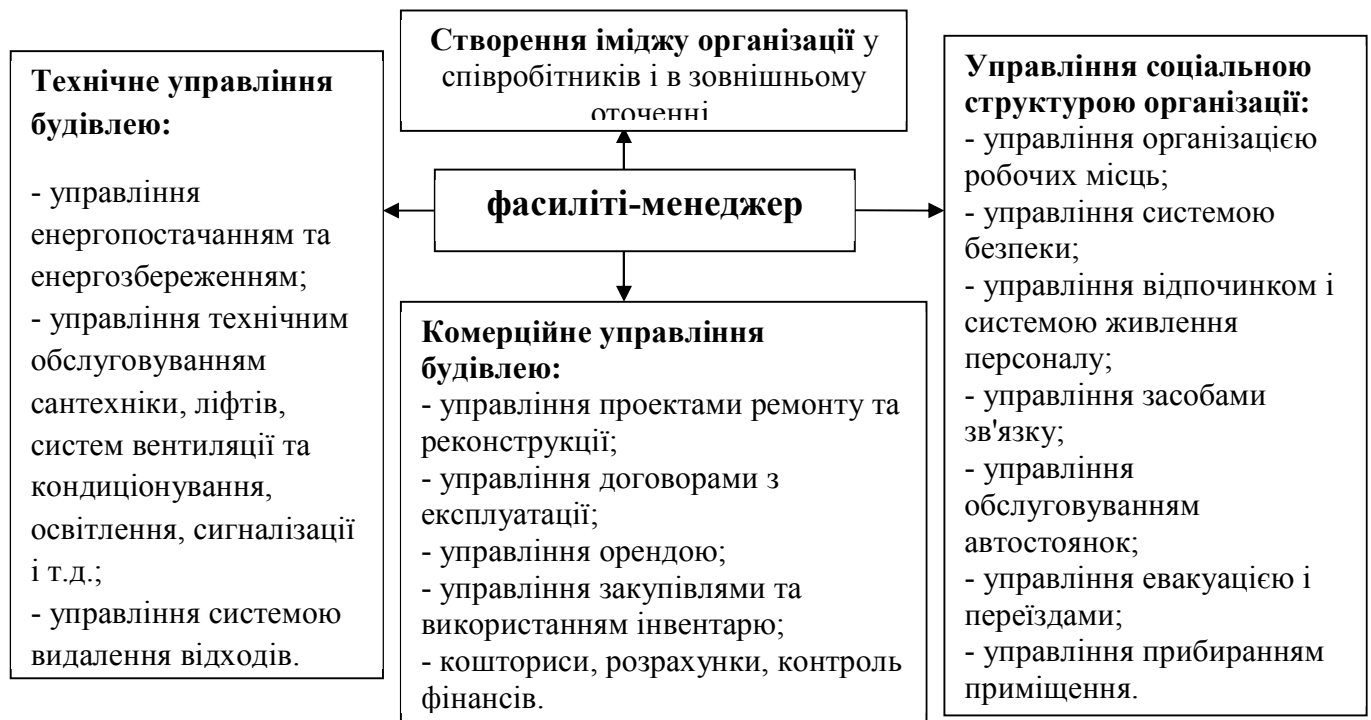 Створення іміджу організації у
співробітників і в зовнішньому
оточенні
Технічне управління
будівлею:
- управління
енергопостачанням та
енергозбереженням;
- управління технічним
обслуговуванням
сантехніки, ліфтів,
систем вентиляції та
кондиціонування,
освітлення, сигналізації
і т.д.;
- управління системою
видалення відходів.
фасиліті-менеджер
Комерційне управління
будівлею:
- управління проектами ремонту та
реконструкції;
- управління договорами з
експлуатації;
- управління орендою;
- управління закупівлями та
використанням інвентарю;
- кошториси, розрахунки, контроль
фінансів.
Управління соціальною
структурою організації:
- управління організацією
робочих місць;
- управління системою
безпеки;
- управління відпочинком і
системою живлення
персоналу;
- управління засобами
зв'язку;
- управління
обслуговуванням
автостоянок;
- управління евакуацією і
переїздами;
- управління прибиранням
приміщення.